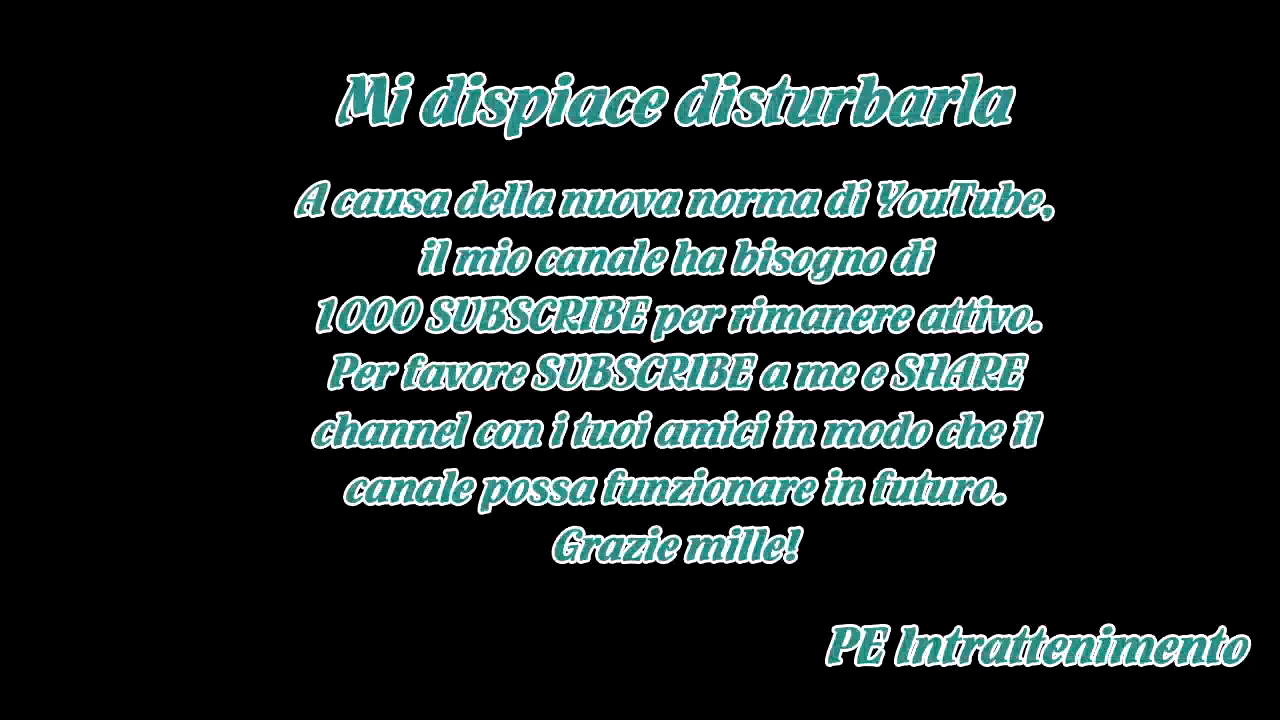 Mi dispiace disturbarla
A causa della nuova norma di YouTube,
il mio canale ha bisogno di
1000 SUBSCRIBE per rimanere attivo.
Per favore SUBSCRIBE a me e SHARE
channel con i tuoi amici in modo che il
canale possa funzionare in futuro.
Grazie mille!
PE Intrattenimento